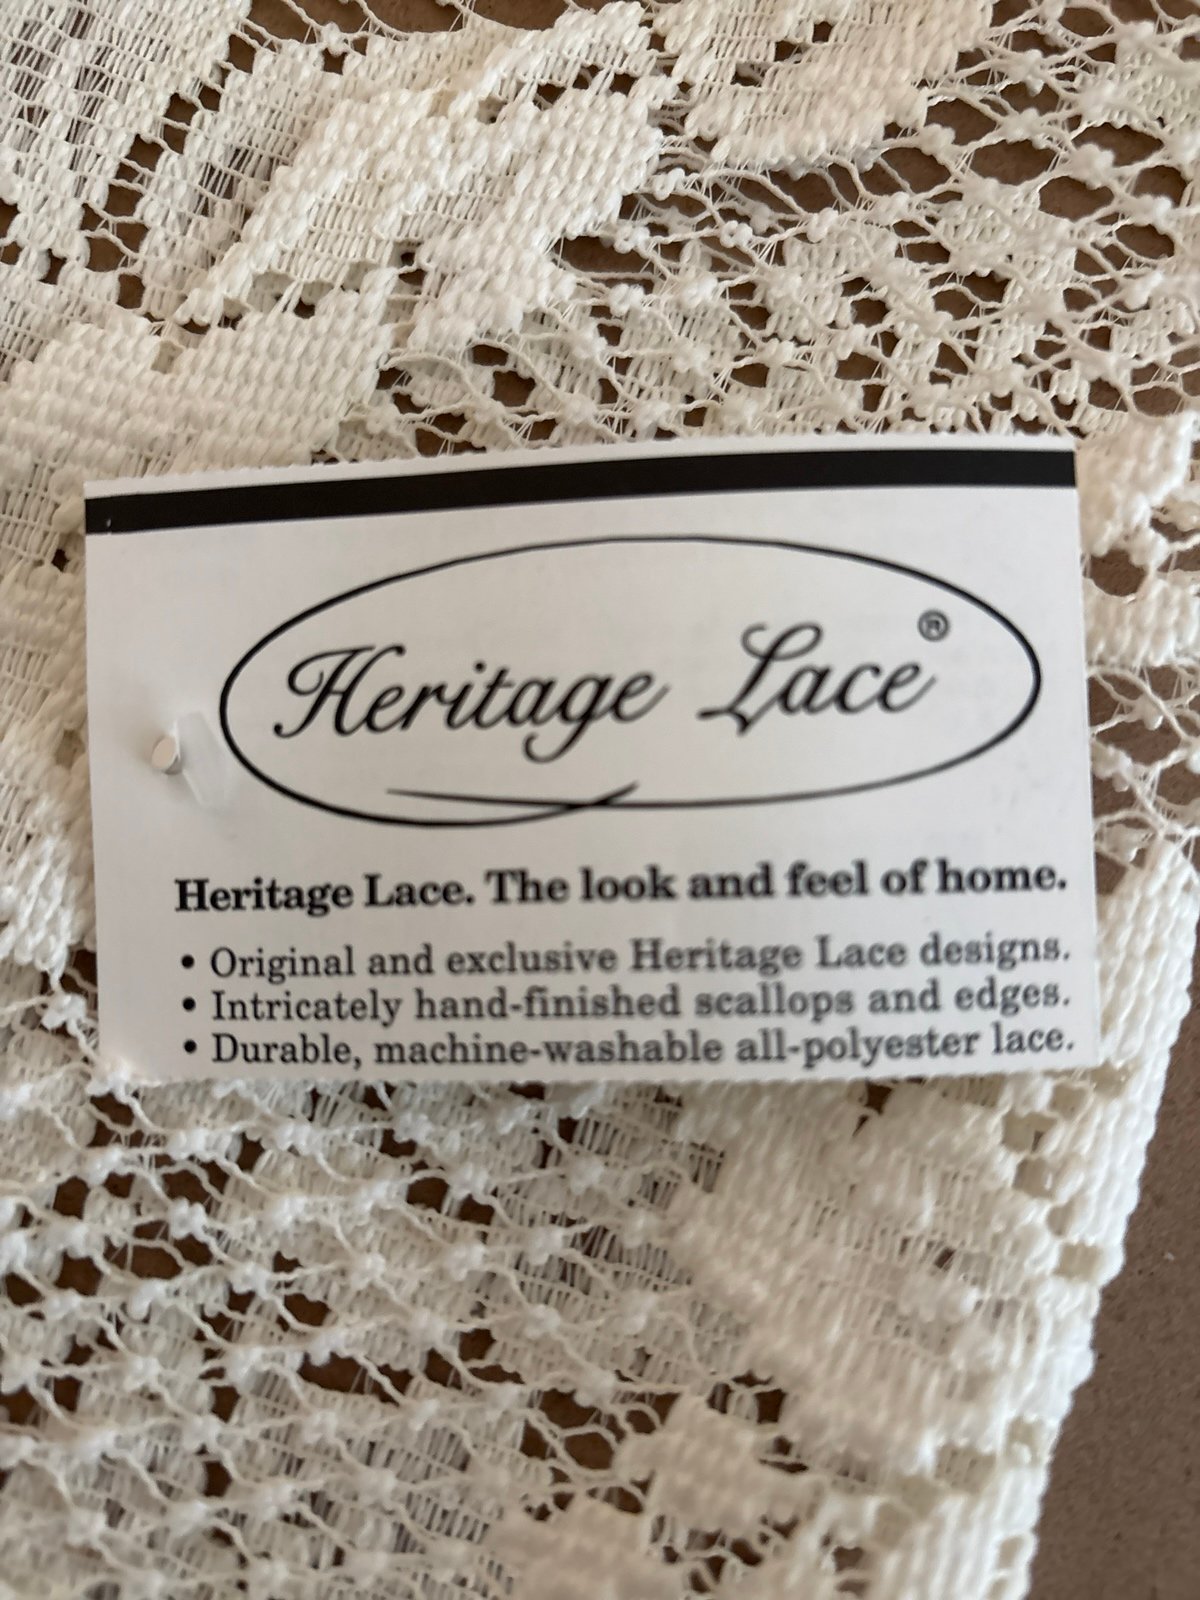 Heritage Lace®
Heritage Lace. The look and feel of home.
• Original and exclusive Heritage Lace designs.
• Intricately hand-finished scallops and edges.
• Durable, machine-washable all-polyester lace.